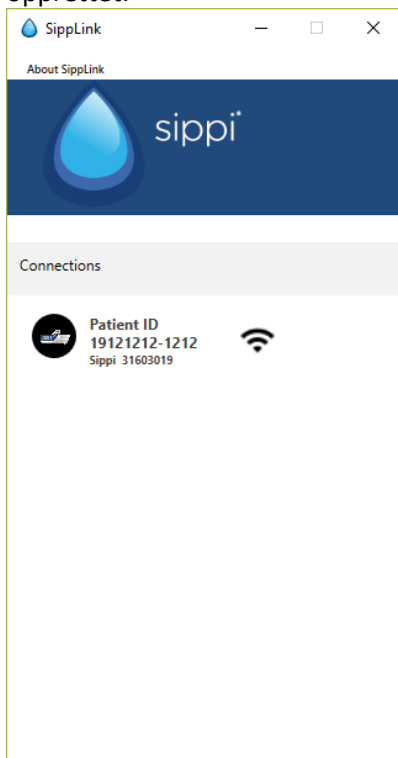 SippLink
About SippLink
sippi®
Connections
Patient ID
19121212-1212
Sippi 31603019